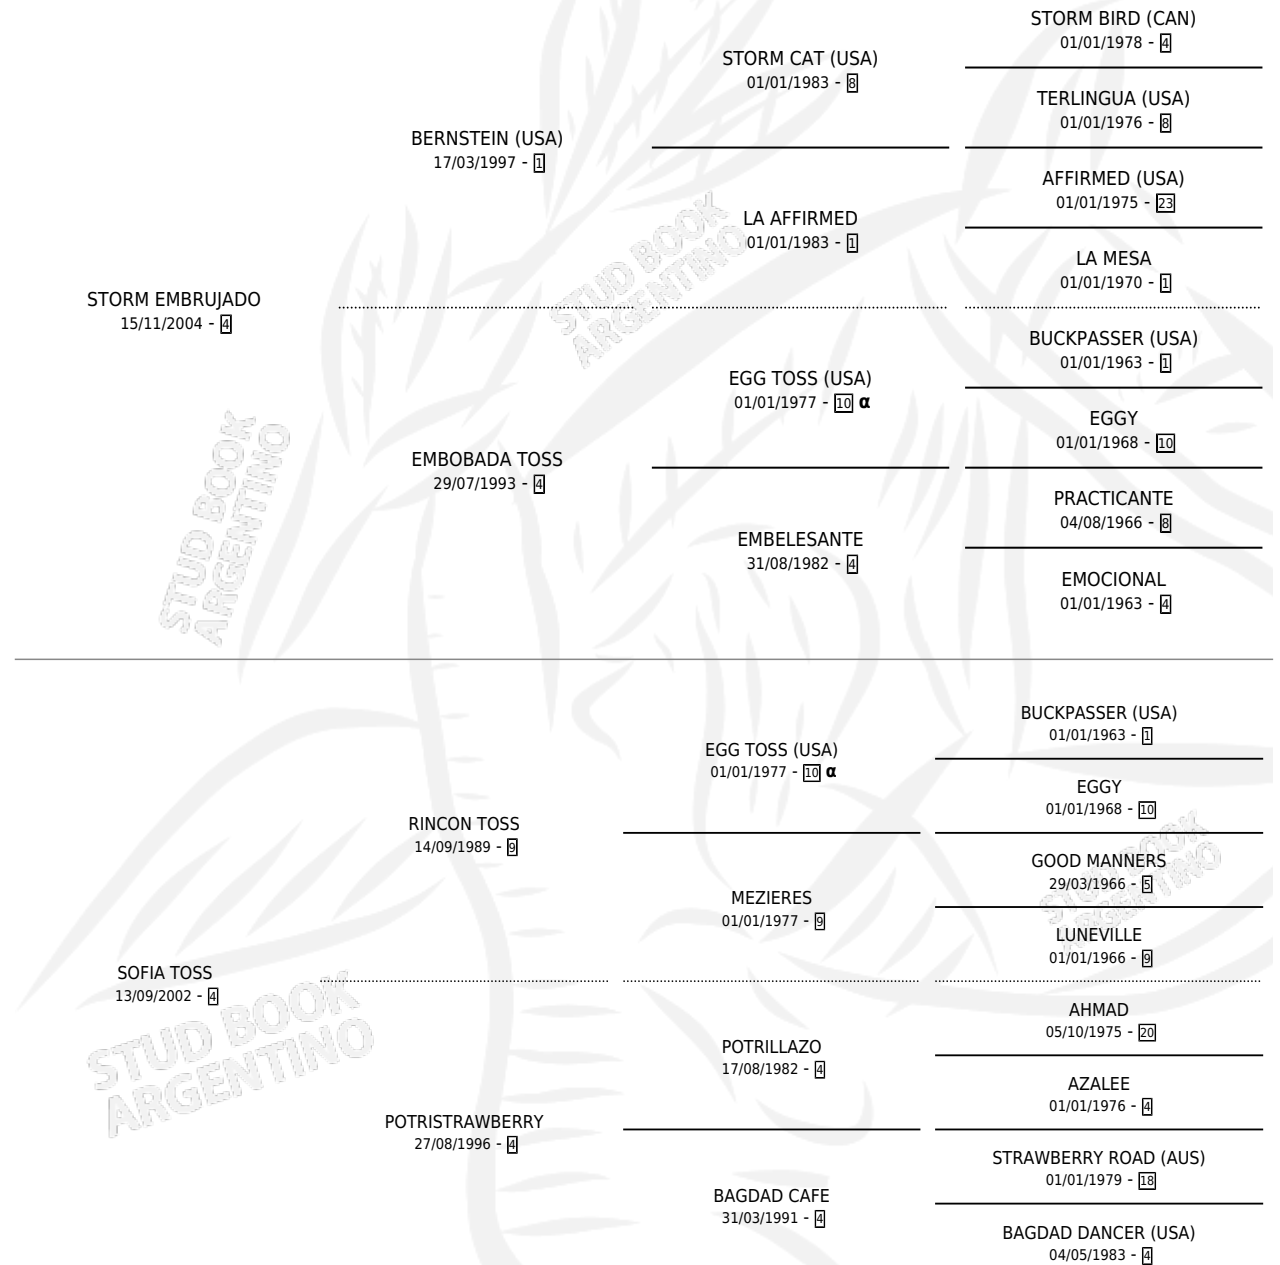 STORM BIRD (CAN)
01/01/1978 - 4
STORM CAT (USA)
01/01/1983 - 8
TERLINGUA (USA)
01/01/1976 - 8
BERNSTEIN (USA)
17/03/1997 - 1
AFFIRMED (USA)
01/01/1975 - 23
LA AFFIRMED
01/01/1983 - 1
LA MESA
01/01/1970 - 1
STORM EMBRUJADO
15/11/2004 - 4
STUD BOOK
ARGENTINO
BUCKPASSER (USA)
01/01/1963 - 1
EGG TOSS (USA)
01/01/1977 - 10 α
EGGY
01/01/1968 - 10
EMBOBADA TOSS
29/07/1993 - 4
STUD BOOK
ARGENTINO
PRACTICANTE
04/08/1966 - 8
EMBELESANTE
31/08/1982 - 4
EMOCIONAL
01/01/1963 - 4
BUCKPASSER (USA)
01/01/1963 - 1
EGG TOSS (USA)
01/01/1977 - 10 α
EGGY
01/01/1968 - 10
RINCON TOSS
14/09/1989 - 9
GOOD MANNERS
29/03/1966 - 5
STUD BOOK
ARGENTINO
MEZIERES
01/01/1977 - 9
LUNEVILLE
01/01/1966 - 9
SOFIA TOSS
13/09/2002 - 4
STUD BOOK
ARGENTINO
AHMAD
05/10/1975 - 20
POTRILLAZO
17/08/1982 - 4
AZALEE
01/01/1976 - 4
POTRISTRAWBERRY
27/08/1996 - 4
STRAWBERRY ROAD (AUS)
01/01/1979 - 18
BAGDAD CAFE
31/03/1991 - 4
BAGDAD DANCER (USA)
04/05/1983 - 4